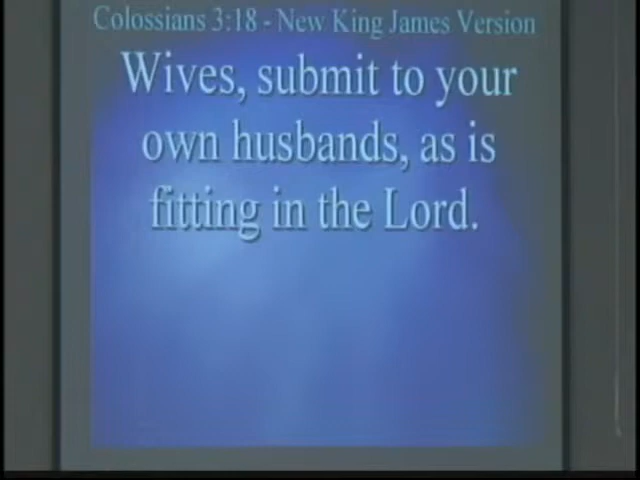 Colossians 3:18 - New King James Version
Wives, submit to your
own husbands, as is
fitting in the Lord.